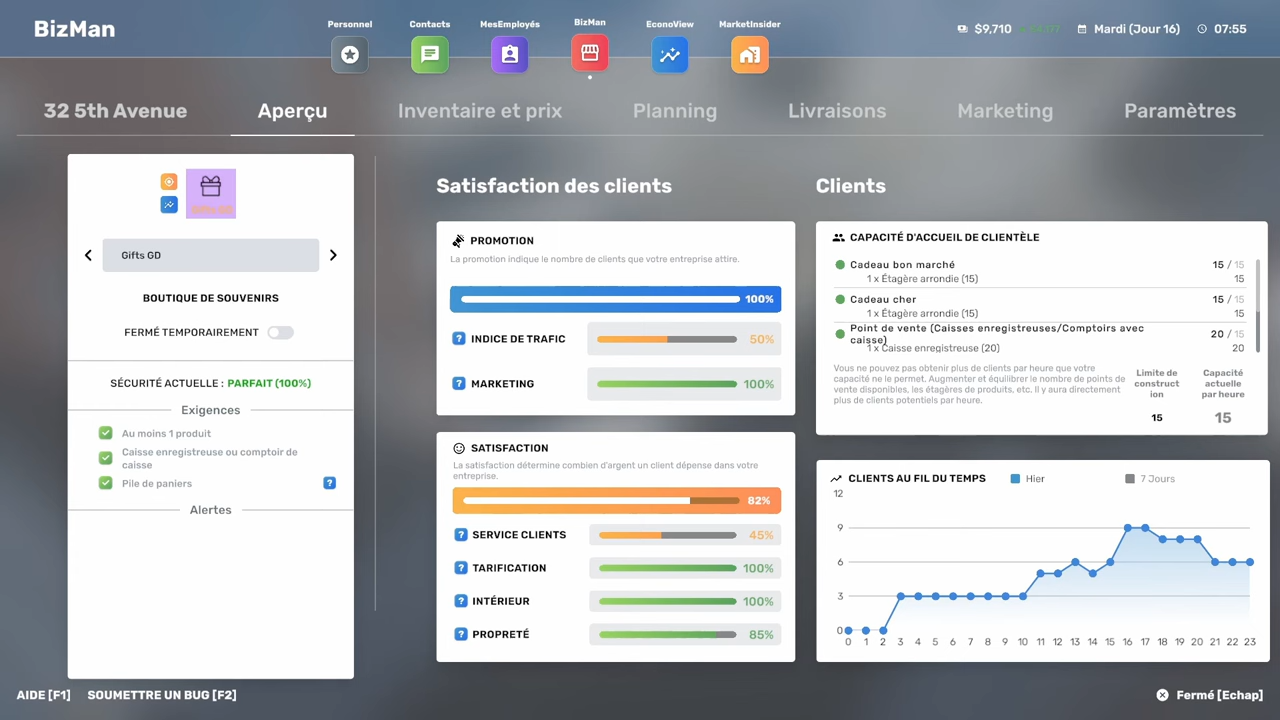 BizMan
Personnel
Contacts
MesEmployés
BizMan
EconoView
MarketInsider
$9,710
Mardi (Jour 16)
07:55
32 5th Avenue
Aperçu
Inventaire et prix
Planning
Livraisons
Marketing
Paramètres
Gifts GD
BOUTIQUE DE SOUVENIRS
FERMÉ TEMPORAIREMENT
SÉCURITÉ ACTUELLE : PARFAIT (100%)
Exigences
Au moins 1 produit
Caisse enregistreuse ou comptoir de
caisse
Pile de paniers
?
Alertes
Satisfaction des clients
PROMOTION
La promotion indique le nombre de clients que votre entreprise attire.
100%
? INDICE DE TRAFIC 50%
? MARKETING 100%
SATISFACTION
La satisfaction détermine combien d'argent un client dépense dans votre
entreprise.
82%
? SERVICE CLIENTS 45%
? TARIFICATION 100%
? INTÉRIEUR 100%
? PROPRETÉ 85%
Clients
CAPACITÉ D'ACCUEIL DE CLIENTÈLE
Cadeau bon marché 15 / 15
1 x Étagère arrondie (15) 15
Cadeau cher 15 / 15
1 x Étagère arrondie (15) 15
Point de vente (Caisses enregistreuses/Comptoirs avec
caisse) 20 / 15
1 x Caisse enregistreuse (20) 20
Vous ne pouvez pas obtenir plus de clients par heure que votre
capacité ne le permet. Augmenter et équilibrer le nombre de points de
vente disponibles, les étagères de produits, etc. Il y aura directement
plus de clients potentiels par heure.
Limite de
construct
ion
15
Capacité
actuelle
par heure
15
CLIENTS AU FIL DU TEMPS
Hier
7 Jours
12
9
6
3
0
0 1 2 3 4 5 6 7 8 9 10 11 12 13 14 15 16 17 18 19 20 21 22 23
AIDE [F1]
SOUMETTRE UN BUG [F2]
Fermé [Echap]